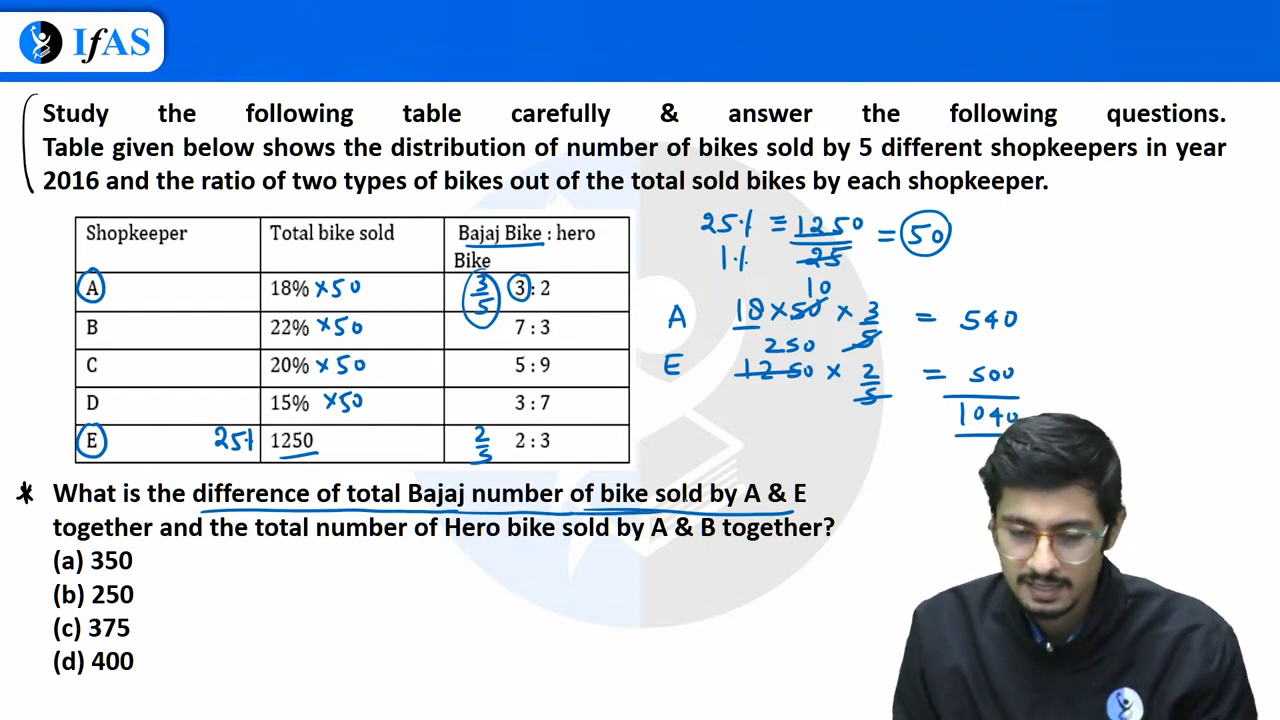 IfAS
Study the following table carefully & answer the following questions.
Table given below shows the distribution of number of bikes sold by 5 different shopkeepers in year
2016 and the ratio of two types of bikes out of the total sold bikes by each shopkeeper.
Shopkeeper Total bike sold Bajaj Bike : hero
Bike
A 18% ×50 3/5 3 : 2
B 22% ×50 7 : 3
C 20% ×50 5 : 9
D 15% ×50 3 : 7
E 25% 1250 2/5 2 : 3
25% ≡ 1250/25 = 50
1%
10
A 18 × 50 × 3/5 = 540
250
E 1250 × 2/5 = 500
1040
* What is the difference of total Bajaj number of bike sold by A & E
together and the total number of Hero bike sold by A & B together?
(a) 350
(b) 250
(c) 375
(d) 400